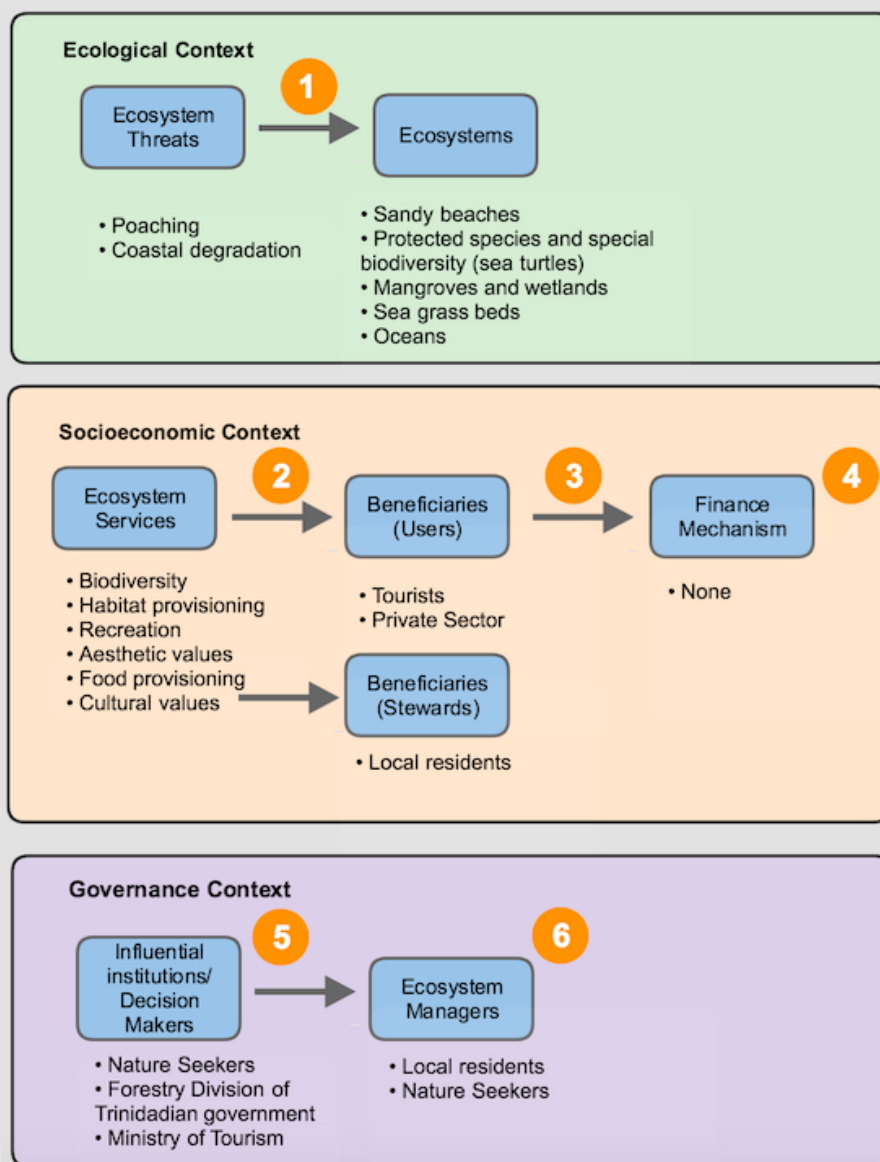 Ecological Context
1
Ecosystem
Threats
Ecosystems
• Poaching
• Coastal degradation
• Sandy beaches
• Protected species and special
biodiversity (sea turtles)
• Mangroves and wetlands
• Sea grass beds
• Oceans
Socioeconomic Context
2
3
4
Ecosystem
Services
Beneficiaries
(Users)
Finance
Mechanism
• Biodiversity
• Habitat provisioning
• Recreation
• Aesthetic values
• Food provisioning
• Cultural values
• Tourists
• Private Sector
• None
Beneficiaries
(Stewards)
• Local residents
Governance Context
5
6
Influential
institutions/
Decision
Makers
Ecosystem
Managers
• Nature Seekers
• Forestry Division of
Trinidadian government
• Ministry of Tourism
• Local residents
• Nature Seekers